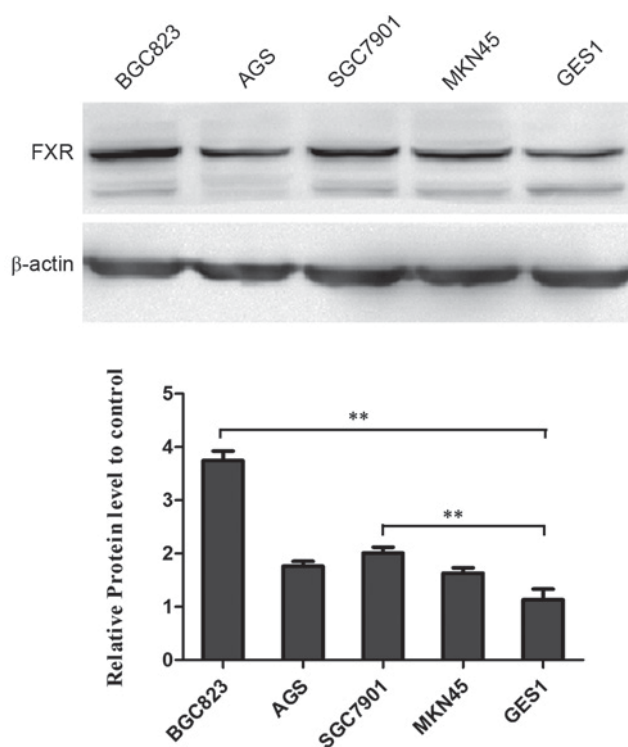 BGC823 AGS SGC7901 MKN45 GES1
FXR
β-actin
Relative Protein level to control
5
**
4
3
**
2
1
0
BGC823 AGS SGC7901 MKN45 GES1